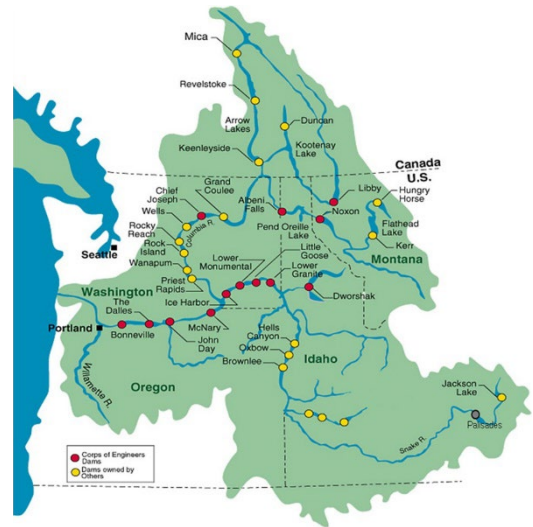 Mica
Revelstoke
Arrow
Lakes
Duncan
Keenleyside
Kootenay
Lake
Canada
U.S.
Grand
Coulee
Chief
Joseph
Wells
Rocky
Reach
Rock
Island
Wanapum
Columbia R.
Albeni
Falls
Libby
Noxon
Hungry
Horse
Pend Oreille
Lake
Flathead
Lake
Kerr
Montana
Seattle
Washington
Priest
Rapids
Ice Harbor
Lower
Monumental
Little
Goose
Lower
Granite
Dworshak
Portland
The
Dalles
Bonneville
John
Day
McNary
Hells
Canyon
Oxbow
Brownlee
Idaho
Willamette R.
Oregon
Jackson
Lake
Palisades
Snake R.
Corps of Engineers
Dams
Dams owned by
Others